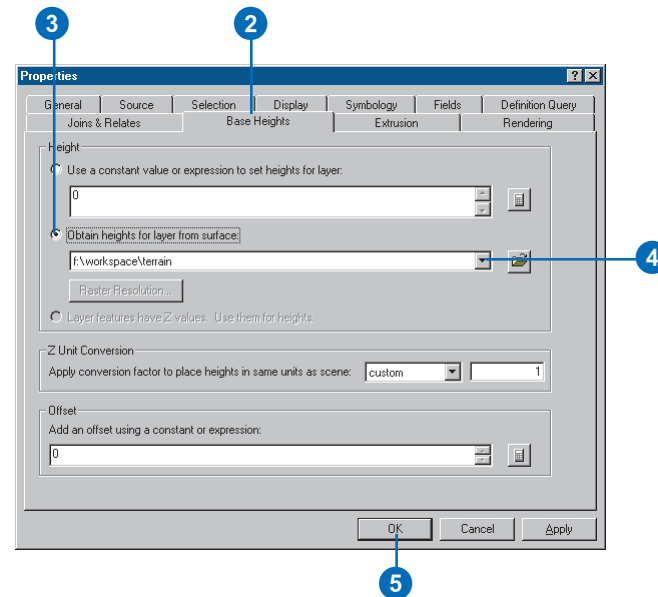 3 2
Properties
General Source Selection Display Symbology Fields Definition Query
Joins & Relates Base Heights Extrusion Rendering
Height
Use a constant value or expression to set heights for layer:
0
Obtain heights for layer from surface:
f:\workspace\terrain
4
Raster Resolution...
Layer features have Z values. Use them for heights.
Z Unit Conversion
Apply conversion factor to place heights in same units as scene: custom 1
Offset
Add an offset using a constant or expression:
0
OK Cancel Apply
5